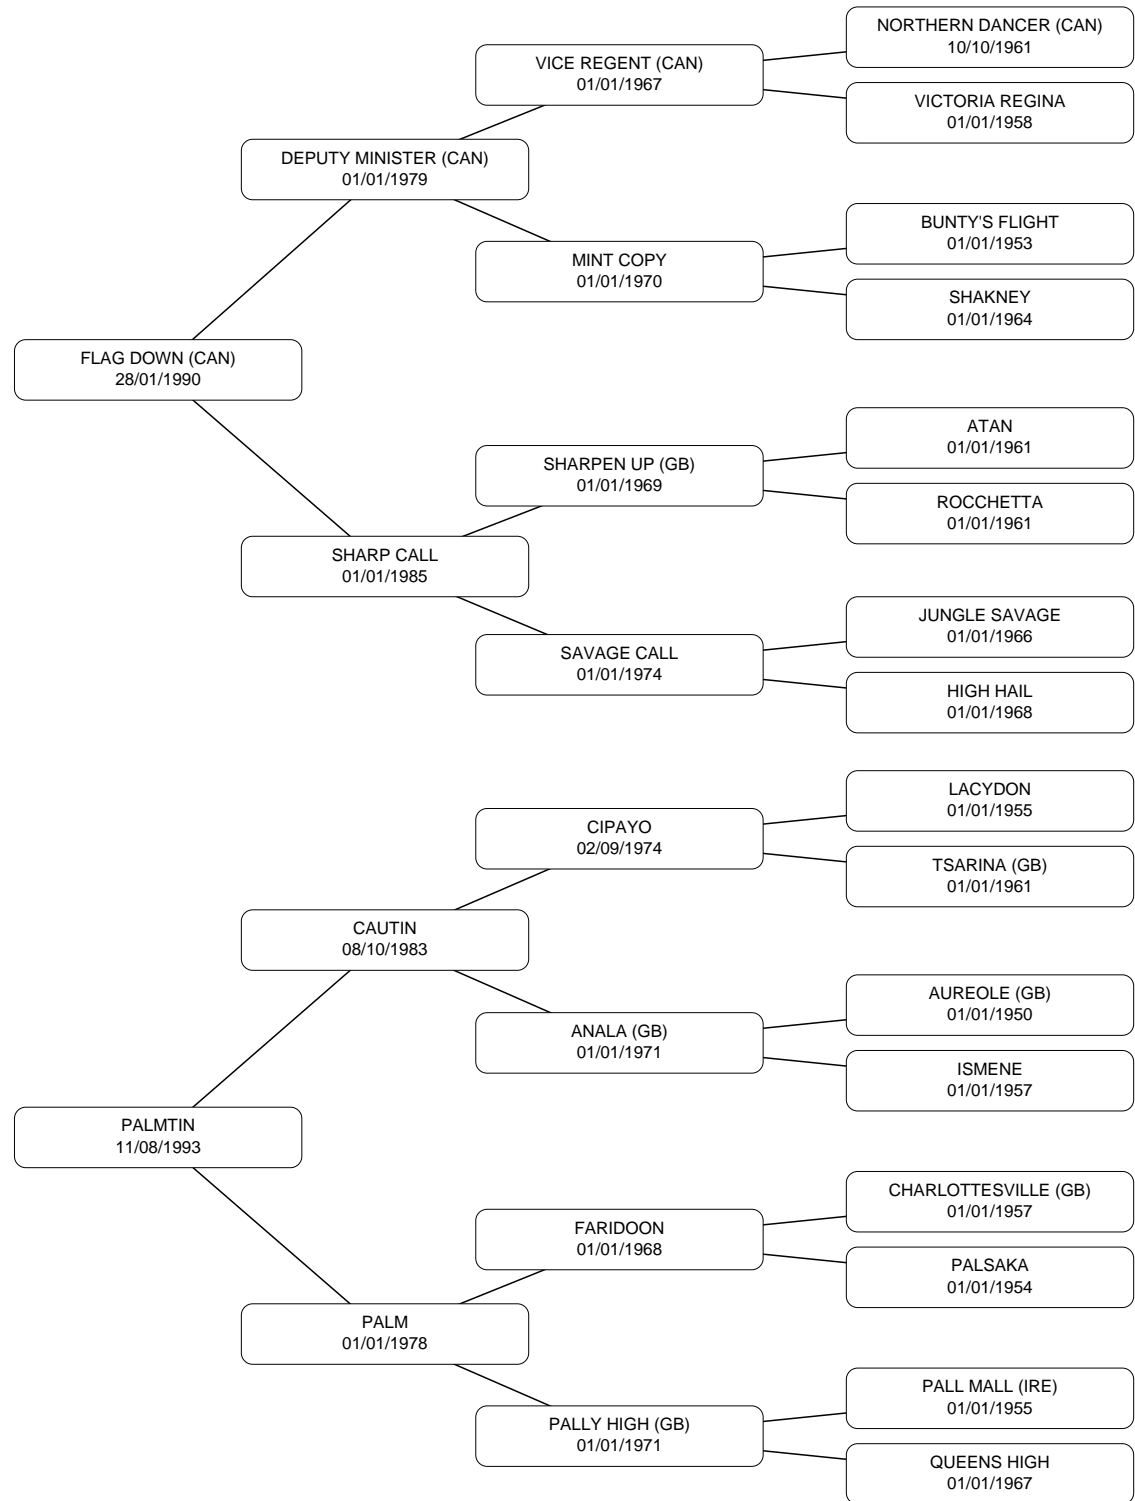 NORTHERN DANCER (CAN)
10/10/1961
VICE REGENT (CAN)
01/01/1967
VICTORIA REGINA
01/01/1958
DEPUTY MINISTER (CAN)
01/01/1979
BUNTY'S FLIGHT
01/01/1953
MINT COPY
01/01/1970
SHAKNEY
01/01/1964
FLAG DOWN (CAN)
28/01/1990
ATAN
01/01/1961
SHARPEN UP (GB)
01/01/1969
ROCCHETTA
01/01/1961
SHARP CALL
01/01/1985
JUNGLE SAVAGE
01/01/1966
SAVAGE CALL
01/01/1974
HIGH HAIL
01/01/1968
LACYDON
01/01/1955
CIPAYO
02/09/1974
TSARINA (GB)
01/01/1961
CAUTIN
08/10/1983
AUREOLE (GB)
01/01/1950
ANALA (GB)
01/01/1971
ISMENE
01/01/1957
PALMTIN
11/08/1993
CHARLOTTESVILLE (GB)
01/01/1957
FARIDOON
01/01/1968
PALSAKA
01/01/1954
PALM
01/01/1978
PALL MALL (IRE)
01/01/1955
PALLY HIGH (GB)
01/01/1971
QUEENS HIGH
01/01/1967